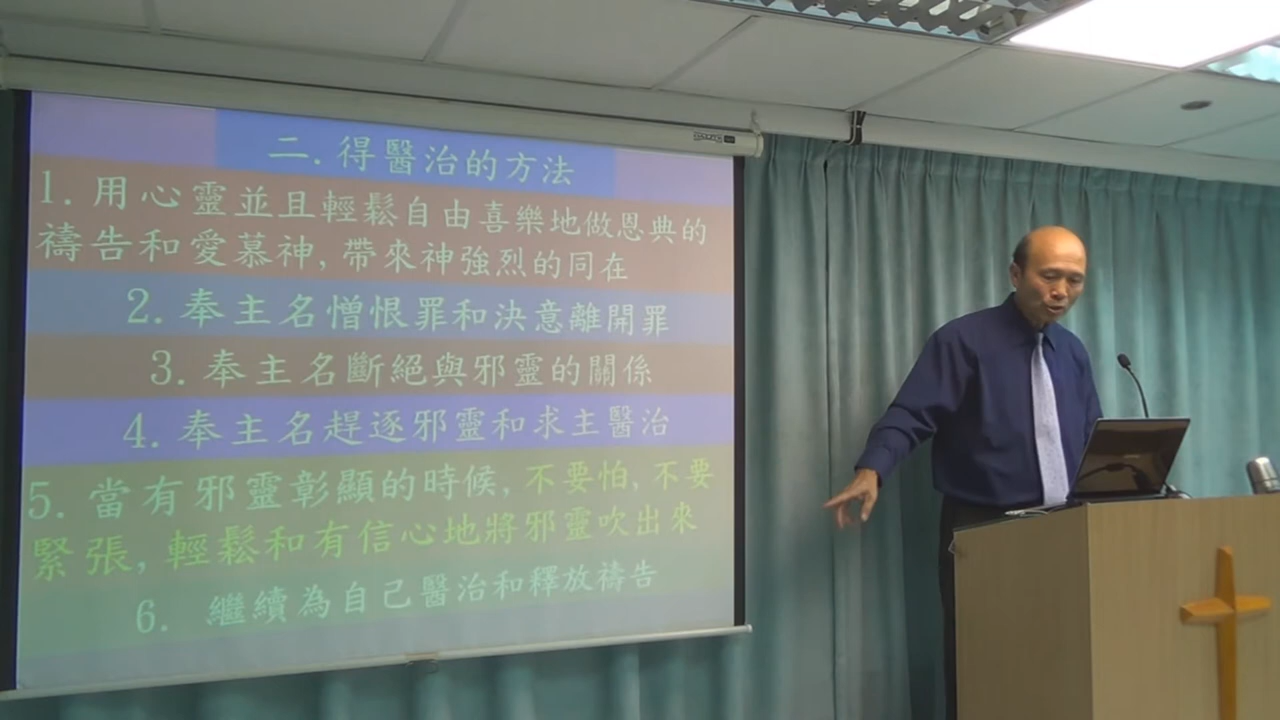 二. 得醫治的方法
1. 用心靈並且輕鬆自由喜樂地做恩典的
禱告和愛慕神, 帶來神強烈的同在
2. 奉主名憎恨罪和決意離開罪
3. 奉主名斷絕與邪靈的關係
4. 奉主名趕逐邪靈和求主醫治
5. 當有邪靈彰顯的時候, 不要怕, 不要
緊張, 輕鬆和有信心地將邪靈吹出來
6. 繼續為自己醫治和釋放禱告